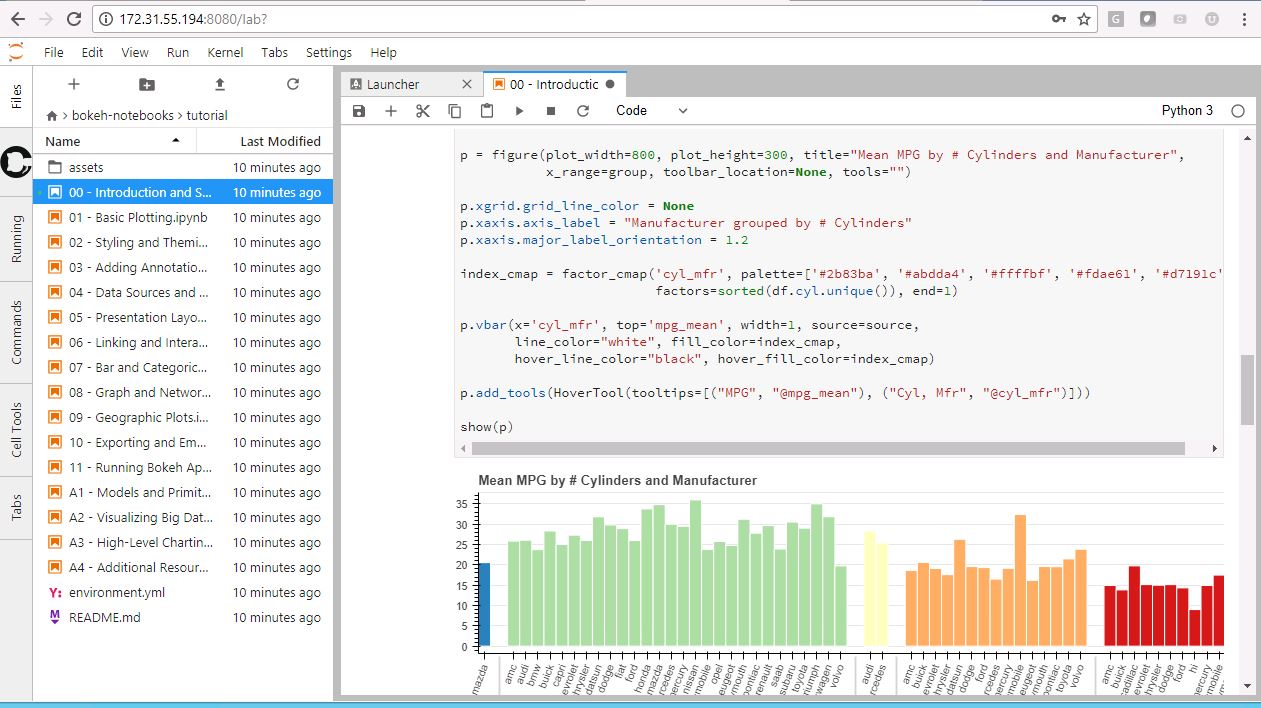 172.31.55.194:8080/lab?
File Edit View Run Kernel Tabs Settings Help
Files
Running
Commands
Cell Tools
Tabs
bokeh-notebooks tutorial
Name Last Modified
assets 10 minutes ago
00 - Introduction and S... 10 minutes ago
01 - Basic Plotting.ipynb 10 minutes ago
02 - Styling and Themi... 10 minutes ago
03 - Adding Annotatio... 10 minutes ago
04 - Data Sources and ... 10 minutes ago
05 - Presentation Layo... 10 minutes ago
06 - Linking and Intera... 10 minutes ago
07 - Bar and Categoric... 10 minutes ago
08 - Graph and Networ... 10 minutes ago
09 - Geographic Plots.i... 10 minutes ago
10 - Exporting and Em... 10 minutes ago
11 - Running Bokeh Ap... 10 minutes ago
A1 - Models and Primit... 10 minutes ago
A2 - Visualizing Big Dat... 10 minutes ago
A3 - High-Level Chartin... 10 minutes ago
A4 - Additional Resour... 10 minutes ago
Y: environment.yml 10 minutes ago
M README.md 10 minutes ago
Launcher
00 - Introductic
Code
Python 3
p = figure(plot_width=800, plot_height=300, title="Mean MPG by # Cylinders and Manufacturer",
x_range=group, toolbar_location=None, tools="")
p.xgrid.grid_line_color = None
p.xaxis.axis_label = "Manufacturer grouped by # Cylinders"
p.xaxis.major_label_orientation = 1.2
index_cmap = factor_cmap('cyl_mfr', palette=['#2b83ba', '#abdda4', '#ffffbf', '#fdae61', '#d7191c'
factors=sorted(df.cyl.unique()), end=1)
p.vbar(x='cyl_mfr', top='mpg_mean', width=1, source=source,
line_color="white", fill_color=index_cmap,
hover_line_color="black", hover_fill_color=index_cmap)
p.add_tools(HoverTool(tooltips=[("MPG", "@mpg_mean"), ("Cyl, Mfr", "@cyl_mfr")]))
show(p)
Mean MPG by # Cylinders and Manufacturer
35
30
25
20
15
10
5
0
mazda
amc
audi
bmw
buick
capri
evrolet
hrysler
datsun
dodge
fiat
ford
honda
mazda
rcedes
ercury
nissan
mobile
opel
eugeot
mouth
ontiac
renault
saab
subaru
toyota
iumph
wagen
volvo
audi
rcedes
amc
buick
evrolet
hrysler
datsun
dodge
ford
rcedes
ercury
mobile
eugeot
ymouth
ontiac
toyota
volvo
amc
buick
adillac
evrolet
hrysler
dodge
ford
hi
ercury
mobile